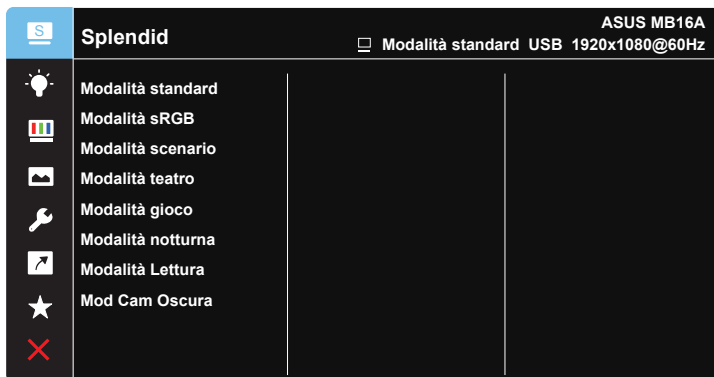 S
Splendid
ASUS MB16A
Modalità standard USB 1920x1080@60Hz
Modalità standard
Modalità sRGB
Modalità scenario
Modalità teatro
Modalità gioco
Modalità notturna
Modalità Lettura
Mod Cam Oscura